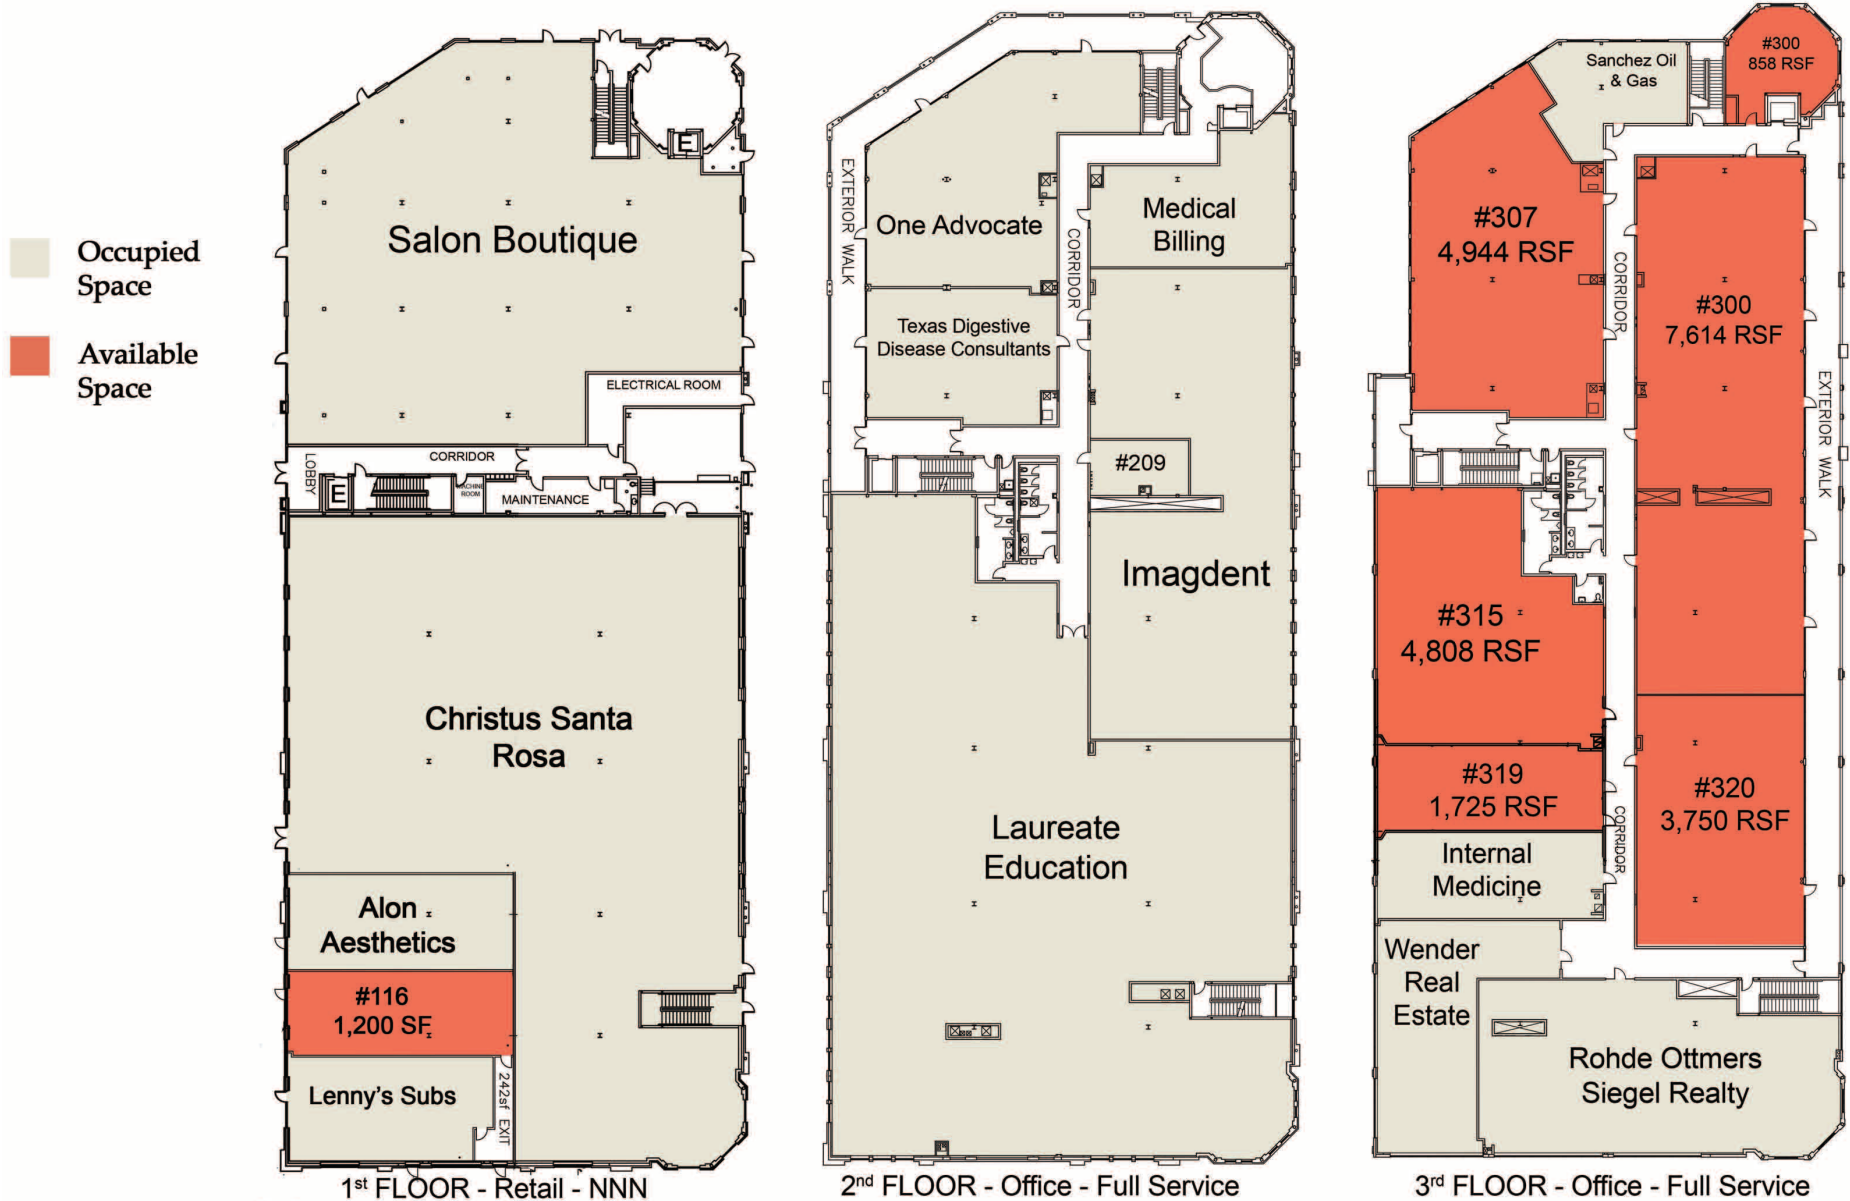 Occupied
Space
Available
Space
Salon Boutique
ELECTRICAL ROOM
CORRIDOR
LOBBY
E
E
MACHINE
ROOM
MAINTENANCE
Christus Santa
Rosa
Alon
Aesthetics
#116
1,200 SF
Lenny's Subs
242sf EXIT
1st FLOOR - Retail - NNN
EXTERIOR WALK
One Advocate
CORRIDOR
Medical
Billing
Texas Digestive
Disease Consultants
#209
Imagdent
Laureate
Education
2nd FLOOR - Office - Full Service
#300
858 RSF
Sanchez Oil
& Gas
#307
4,944 RSF
CORRIDOR
#300
7,614 RSF
EXTERIOR WALK
#315
4,808 RSF
#319
1,725 RSF
#320
3,750 RSF
CORRIDOR
Internal
Medicine
Wender
Real
Estate
Rohde Ottmers
Siegel Realty
3rd FLOOR - Office - Full Service